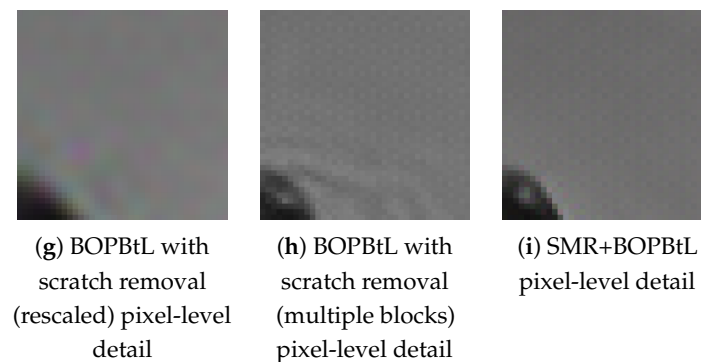 (g) BOPBtL with
scratch removal
(rescaled) pixel-level
detail
(h) BOPBtL with
scratch removal
(multiple blocks)
pixel-level detail
(i) SMR+BOPBtL
pixel-level detail